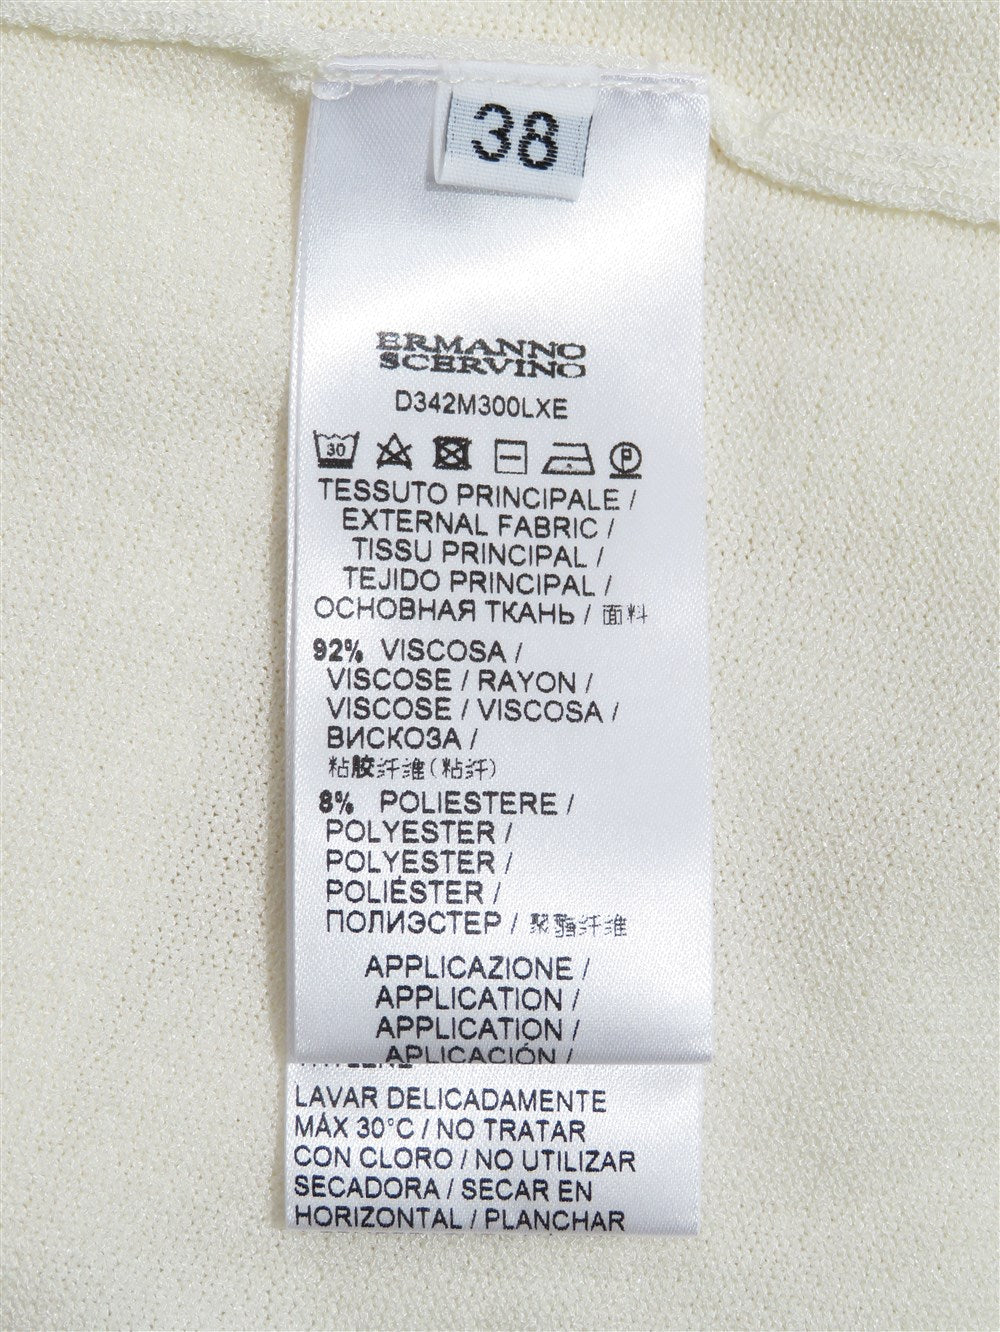 38
ERMANNO
SCERVINO
D342M300LXE
30
P
TESSUTO PRINCIPALE /
EXTERNAL FABRIC /
TISSU PRINCIPAL /
TEJIDO PRINCIPAL /
ОСНОВНАЯ ТКАНЬ / 面料
92% VISCOSA /
VISCOSE / RAYON /
VISCOSE / VISCOSA /
ВИСКОЗА /
粘胶纤维(粘纤)
8% POLIESTERE /
POLYESTER /
POLYESTER /
POLIÉSTER /
ПОЛИЭСТЕР / 聚酯纤维
APPLICAZIONE /
APPLICATION /
APPLICATION /
APLICACIÓN /
LAVAR DELICADAMENTE
MÁX 30°C / NO TRATAR
CON CLORO / NO UTILIZAR
SECADORA / SECAR EN
HORIZONTAL / PLANCHAR